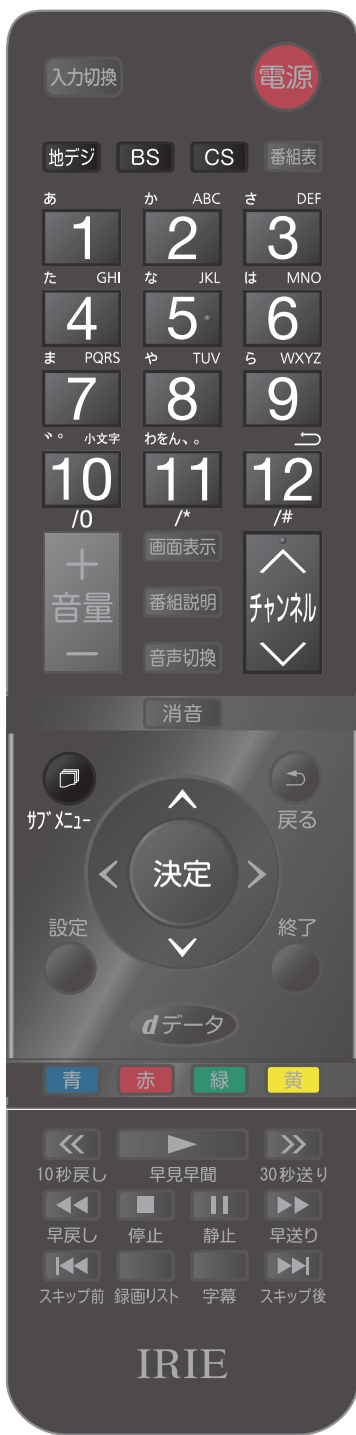 入力切換 電源
地デジ BS CS 番組表
あ か ABC さ DEF
1 2 3
た GHI な JKL は MNO
4 5 6
ま PQRS や TUV ら WXYZ
7 8 9
゛゜ 小文字 わをん、。
10 11 12
/0 /* /#
+ 画面表示
音量 番組説明 チャンネル
− 音声切換
消音
サブメニュー 戻る
決定
設定 終了
dデータ
青 赤 緑 黄
10秒戻し 早見早聞 30秒送り
早戻し 停止 静止 早送り
スキップ前 録画リスト 字幕 スキップ後
IRIE